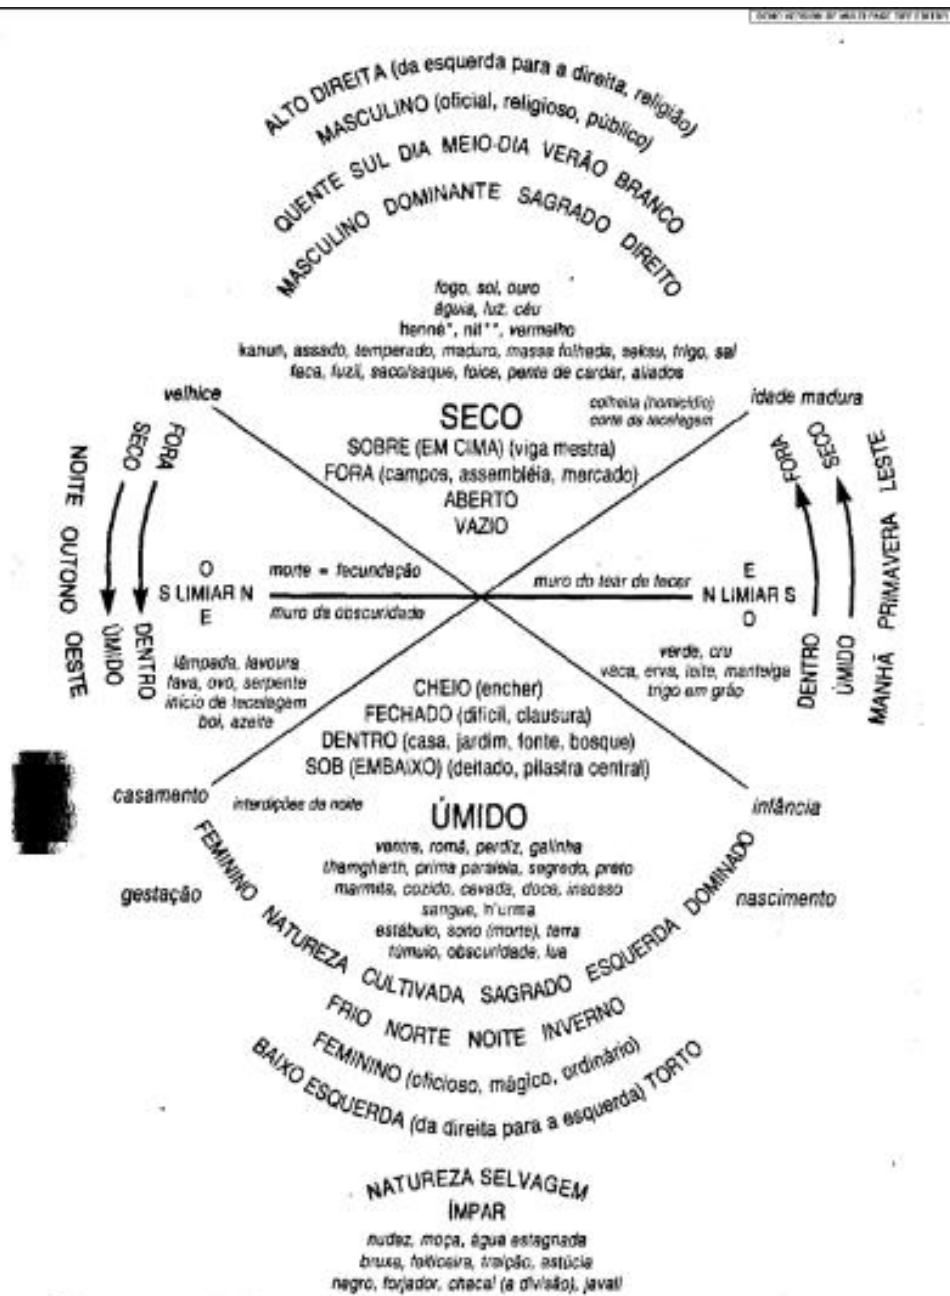 DEMO VERSION OF MULTI-PAGE TIFF EDITOR
ALTO DIREITA (da esquerda para a direita, religião)
MASCULINO (oficial, religioso, público)
QUENTE SUL DIA MEIO-DIA VERÃO BRANCO
MASCULINO DOMINANTE SAGRADO DIREITO
fogo, sol, ouro
águia, luz, céu
henné*, nif**, vermelho
kanun, assado, temperado, maduro, massa folhada, seksu, trigo, sal
faca, fuzil, saco/saque, foice, pente de cardar, aliados
velhice
idade madura
colheita (homicídio)
corte da tecelagem
SECO
SOBRE (EM CIMA) (viga mestra)
FORA (campos, assembléia, mercado)
ABERTO
VAZIO
NOITE OUTONO OESTE
SECO ÚMIDO
FORA DENTRO
O
S LIMIAR N
E
morte = fecundação
muro da obscuridade
muro do tear de tecer
E
N LIMIAR S
O
FORA DENTRO
SECO ÚMIDO
MANHÃ PRIMAVERA LESTE
lâmpada, lavoura
fava, ovo, serpente
início de tecelagem
boi, azeite
verde, cru
vaca, erva, leite, manteiga
trigo em grão
CHEIO (encher)
FECHADO (difícil, clausura)
DENTRO (casa, jardim, fonte, bosque)
SOB (EMBAIXO) (deitado, pilastra central)
casamento
interdições da noite
infância
ÚMIDO
ventre, romã, perdiz, galinha
thamgharth, prima paralela, segredo, preto
marmita, cozido, cevada, doce, insosso
sangue, h'urma
estábulo, sono (morte), terra
túmulo, obscuridade, lua
gestação
nascimento
FEMININO NATUREZA CULTIVADA SAGRADO ESQUERDA DOMINADO
FRIO NORTE NOITE INVERNO
FEMININO (oficioso, mágico, ordinário)
BAIXO ESQUERDA (da direita para a esquerda) TORTO
NATUREZA SELVAGEM
ÍMPAR
nudez, moça, água estagnada
bruxa, feiticeira, traição, astúcia
negro, forjador, chacal (a divisão), javali